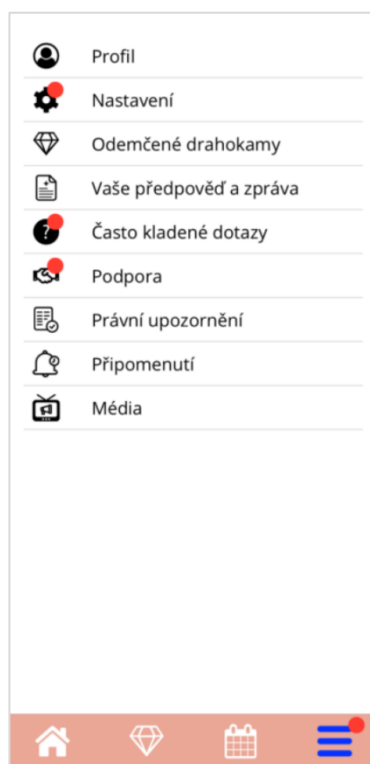 Profil
Nastavení
Odemčené drahokamy
Vaše předpověď a zpráva
Často kladené dotazy
Podpora
Právní upozornění
Připomenutí
Média